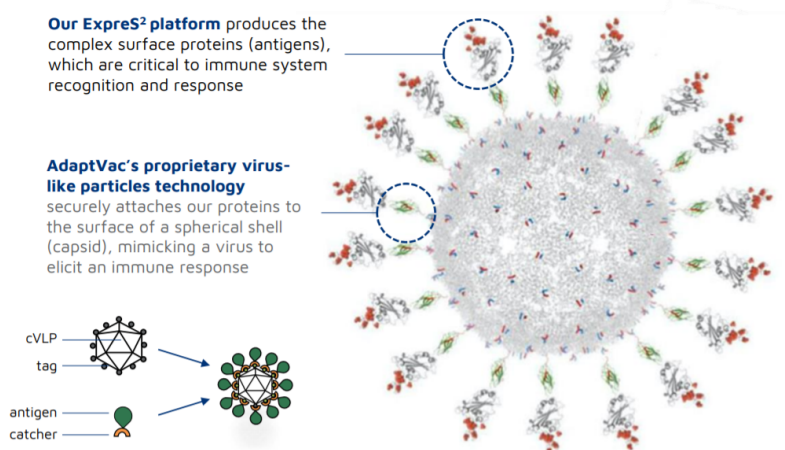 Our ExpreS² platform produces the
complex surface proteins (antigens),
which are critical to immune system
recognition and response
AdaptVac’s proprietary virus-
like particles technology
securely attaches our proteins to
the surface of a spherical shell
(capsid), mimicking a virus to
elicit an immune response
cVLP
tag
antigen
catcher